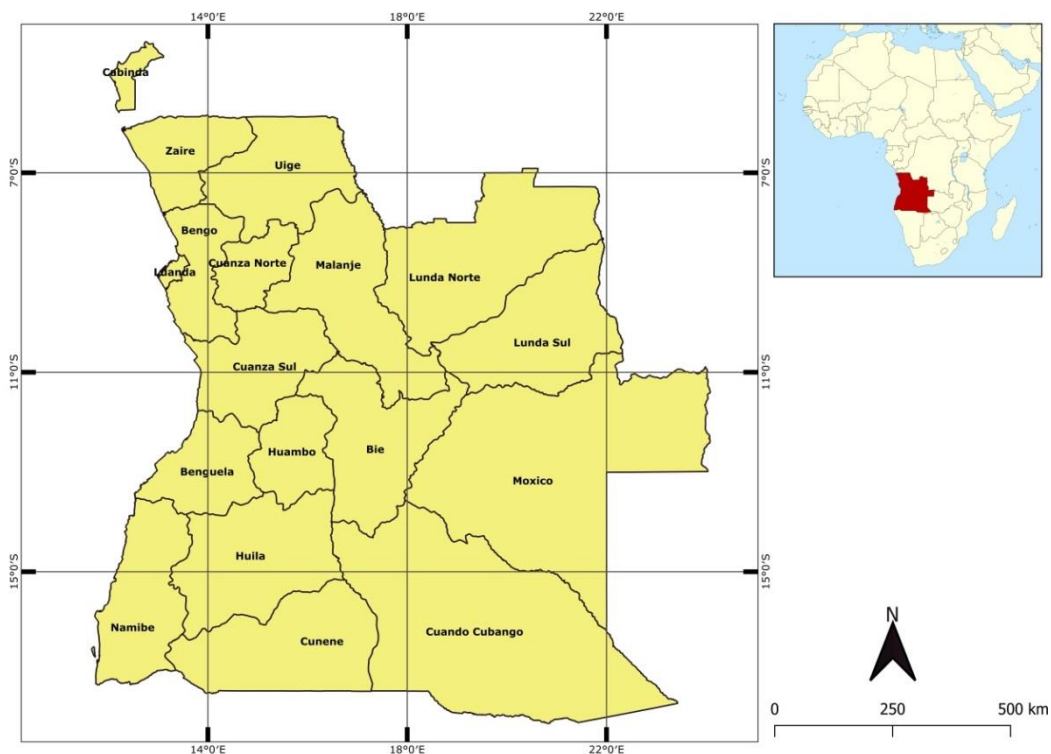 14°0'E
18°0'E
22°0'E
Cabinda
Zaire
Uige
7°0'S
7°0'S
Bengo
Luanda
Cuanza Norte
Malanje
Lunda Norte
Lunda Sul
Cuanza Sul
11°0'S
11°0'S
Benguela
Huambo
Bie
Moxico
Huila
15°0'S
15°0'S
Namibe
Cunene
Cuando Cubango
14°0'E
18°0'E
22°0'E
N
0 250 500 km